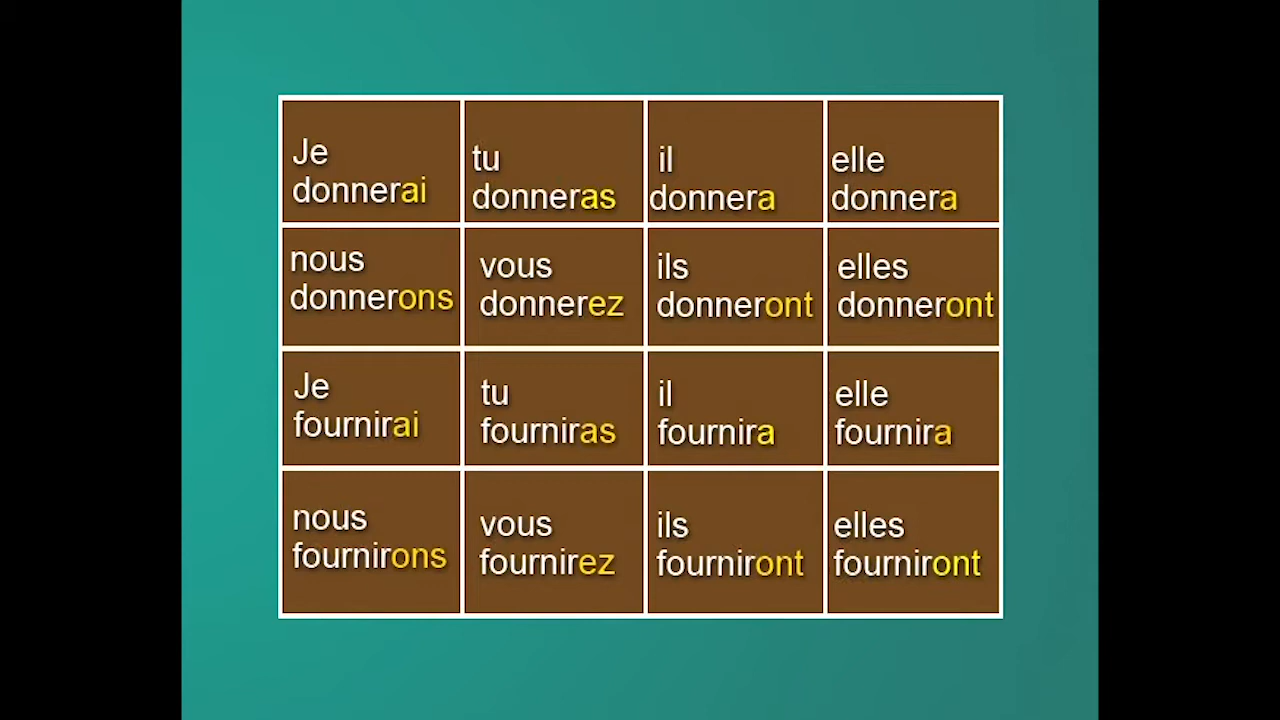 Je
donnerai
tu
donneras
il
donnera
elle
donnera
nous
donnerons
vous
donnerez
ils
donneront
elles
donneront
Je
fournirai
tu
fourniras
il
fournira
elle
fournira
nous
fournirons
vous
fournirez
ils
fourniront
elles
fourniront